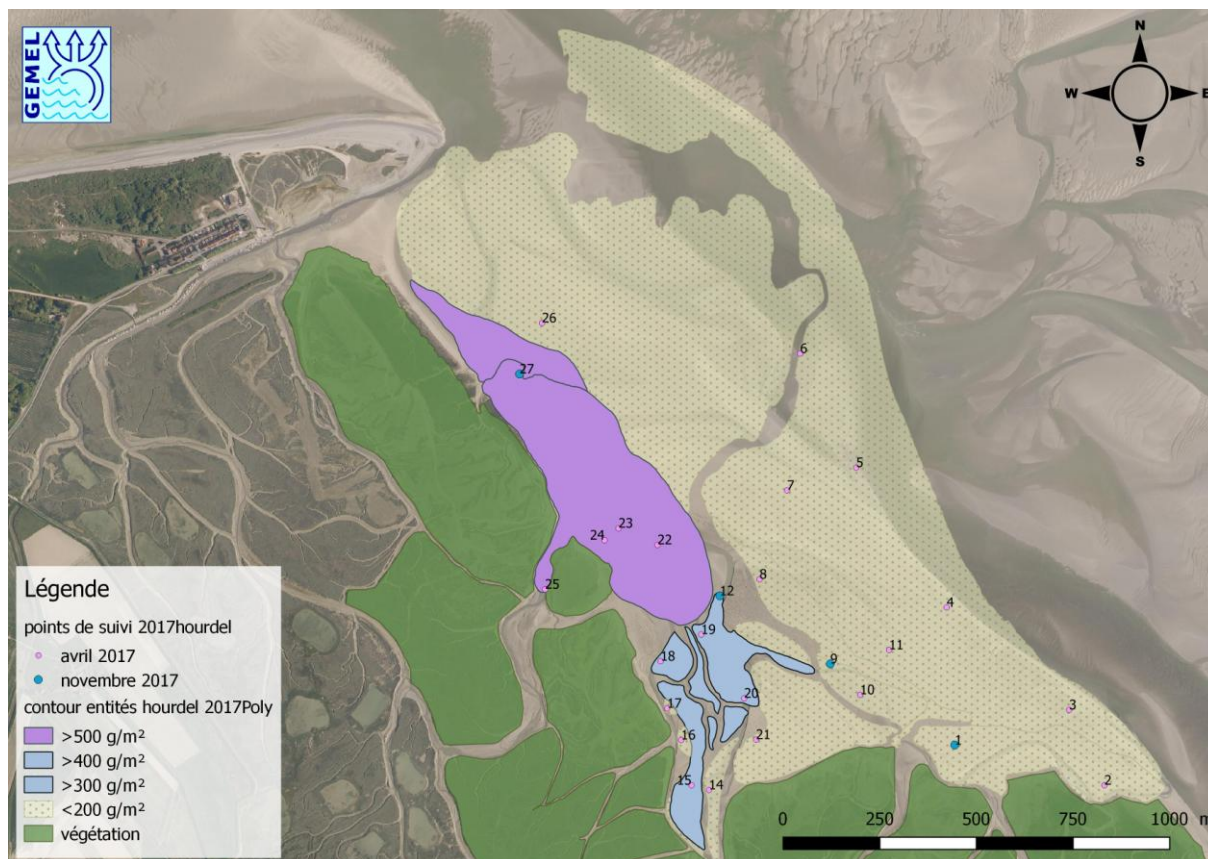 GEMEL
N
W
E
S
26
27
6
5
7
23
24
22
25
8
12
4
19
11
18
9
20
10
17
3
16
21
1
15
14
2
Légende
points de suivi 2017hourdel
avril 2017
novembre 2017
contour entités hourdel 2017Poly
>500 g/m²
>400 g/m²
>300 g/m²
<200 g/m²
végétation
0 250 500 750 1000 m